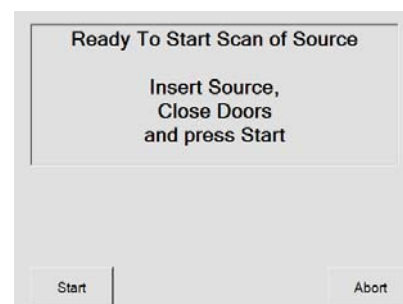 Ready To Start Scan of Source
Insert Source,
Close Doors
and press Start
Start
Abort